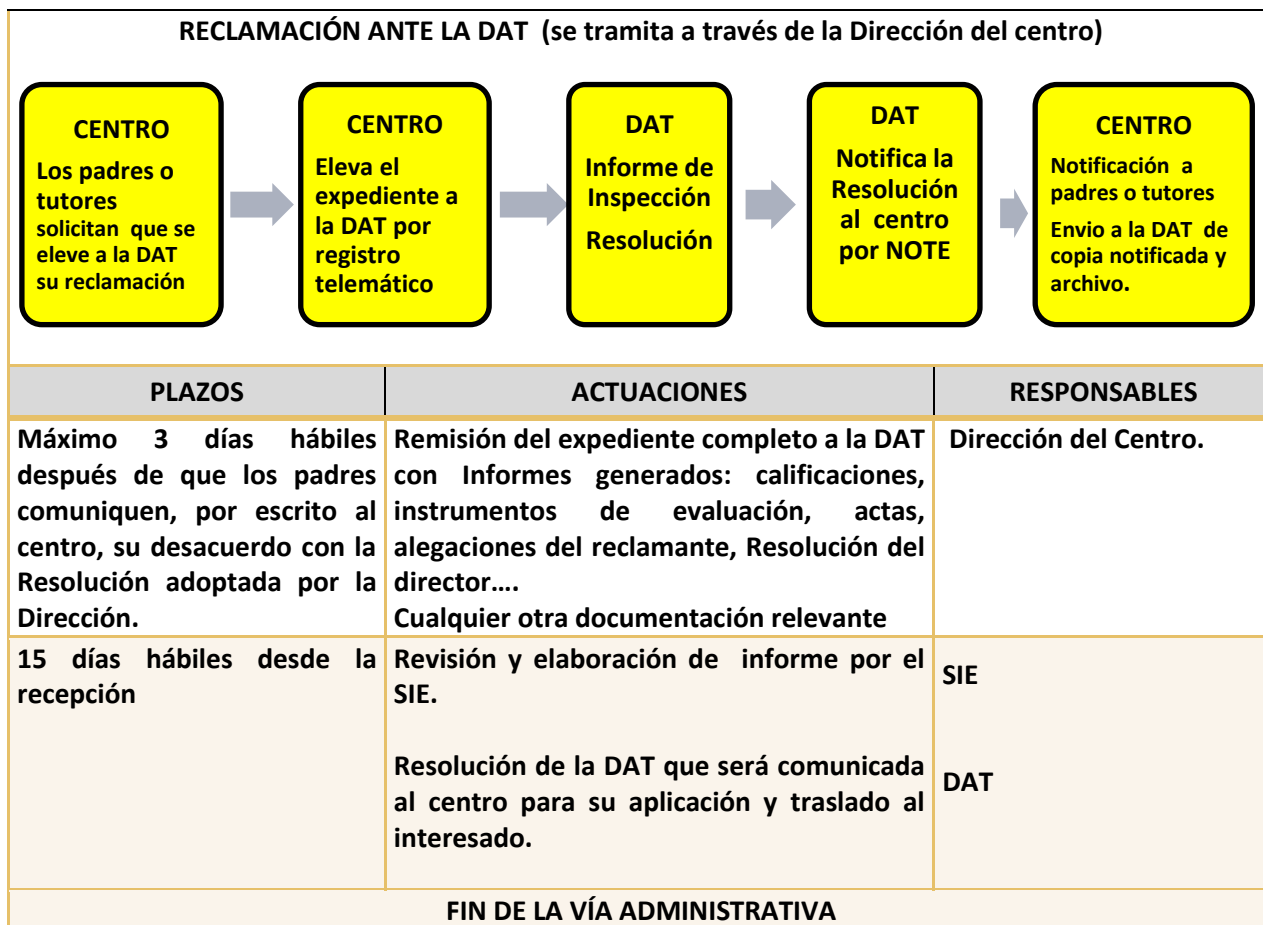 RECLAMACIÓN ANTE LA DAT (se tramita a través de la Dirección del centro)
CENTRO
Los padres o
tutores
solicitan que se
eleve a la DAT
su reclamación
CENTRO
Eleva el
expediente a
la DAT por
registro
telemático
DAT
Informe de
Inspección
Resolución
DAT
Notifica la
Resolución
al centro
por NOTE
CENTRO
Notificación a
padres o tutores
Envio a la DAT de
copia notificada y
archivo.
PLAZOS
ACTUACIONES
RESPONSABLES
Máximo 3 días hábiles
después de que los padres
comuniquen, por escrito al
centro, su desacuerdo con la
Resolución adoptada por la
Dirección.
Remisión del expediente completo a la DAT
con Informes generados: calificaciones,
instrumentos de evaluación, actas,
alegaciones del reclamante, Resolución del
director….
Cualquier otra documentación relevante
Dirección del Centro.
15 días hábiles desde la
recepción
Revisión y elaboración de informe por el
SIE.
Resolución de la DAT que será comunicada
al centro para su aplicación y traslado al
interesado.
SIE
DAT
FIN DE LA VÍA ADMINISTRATIVA